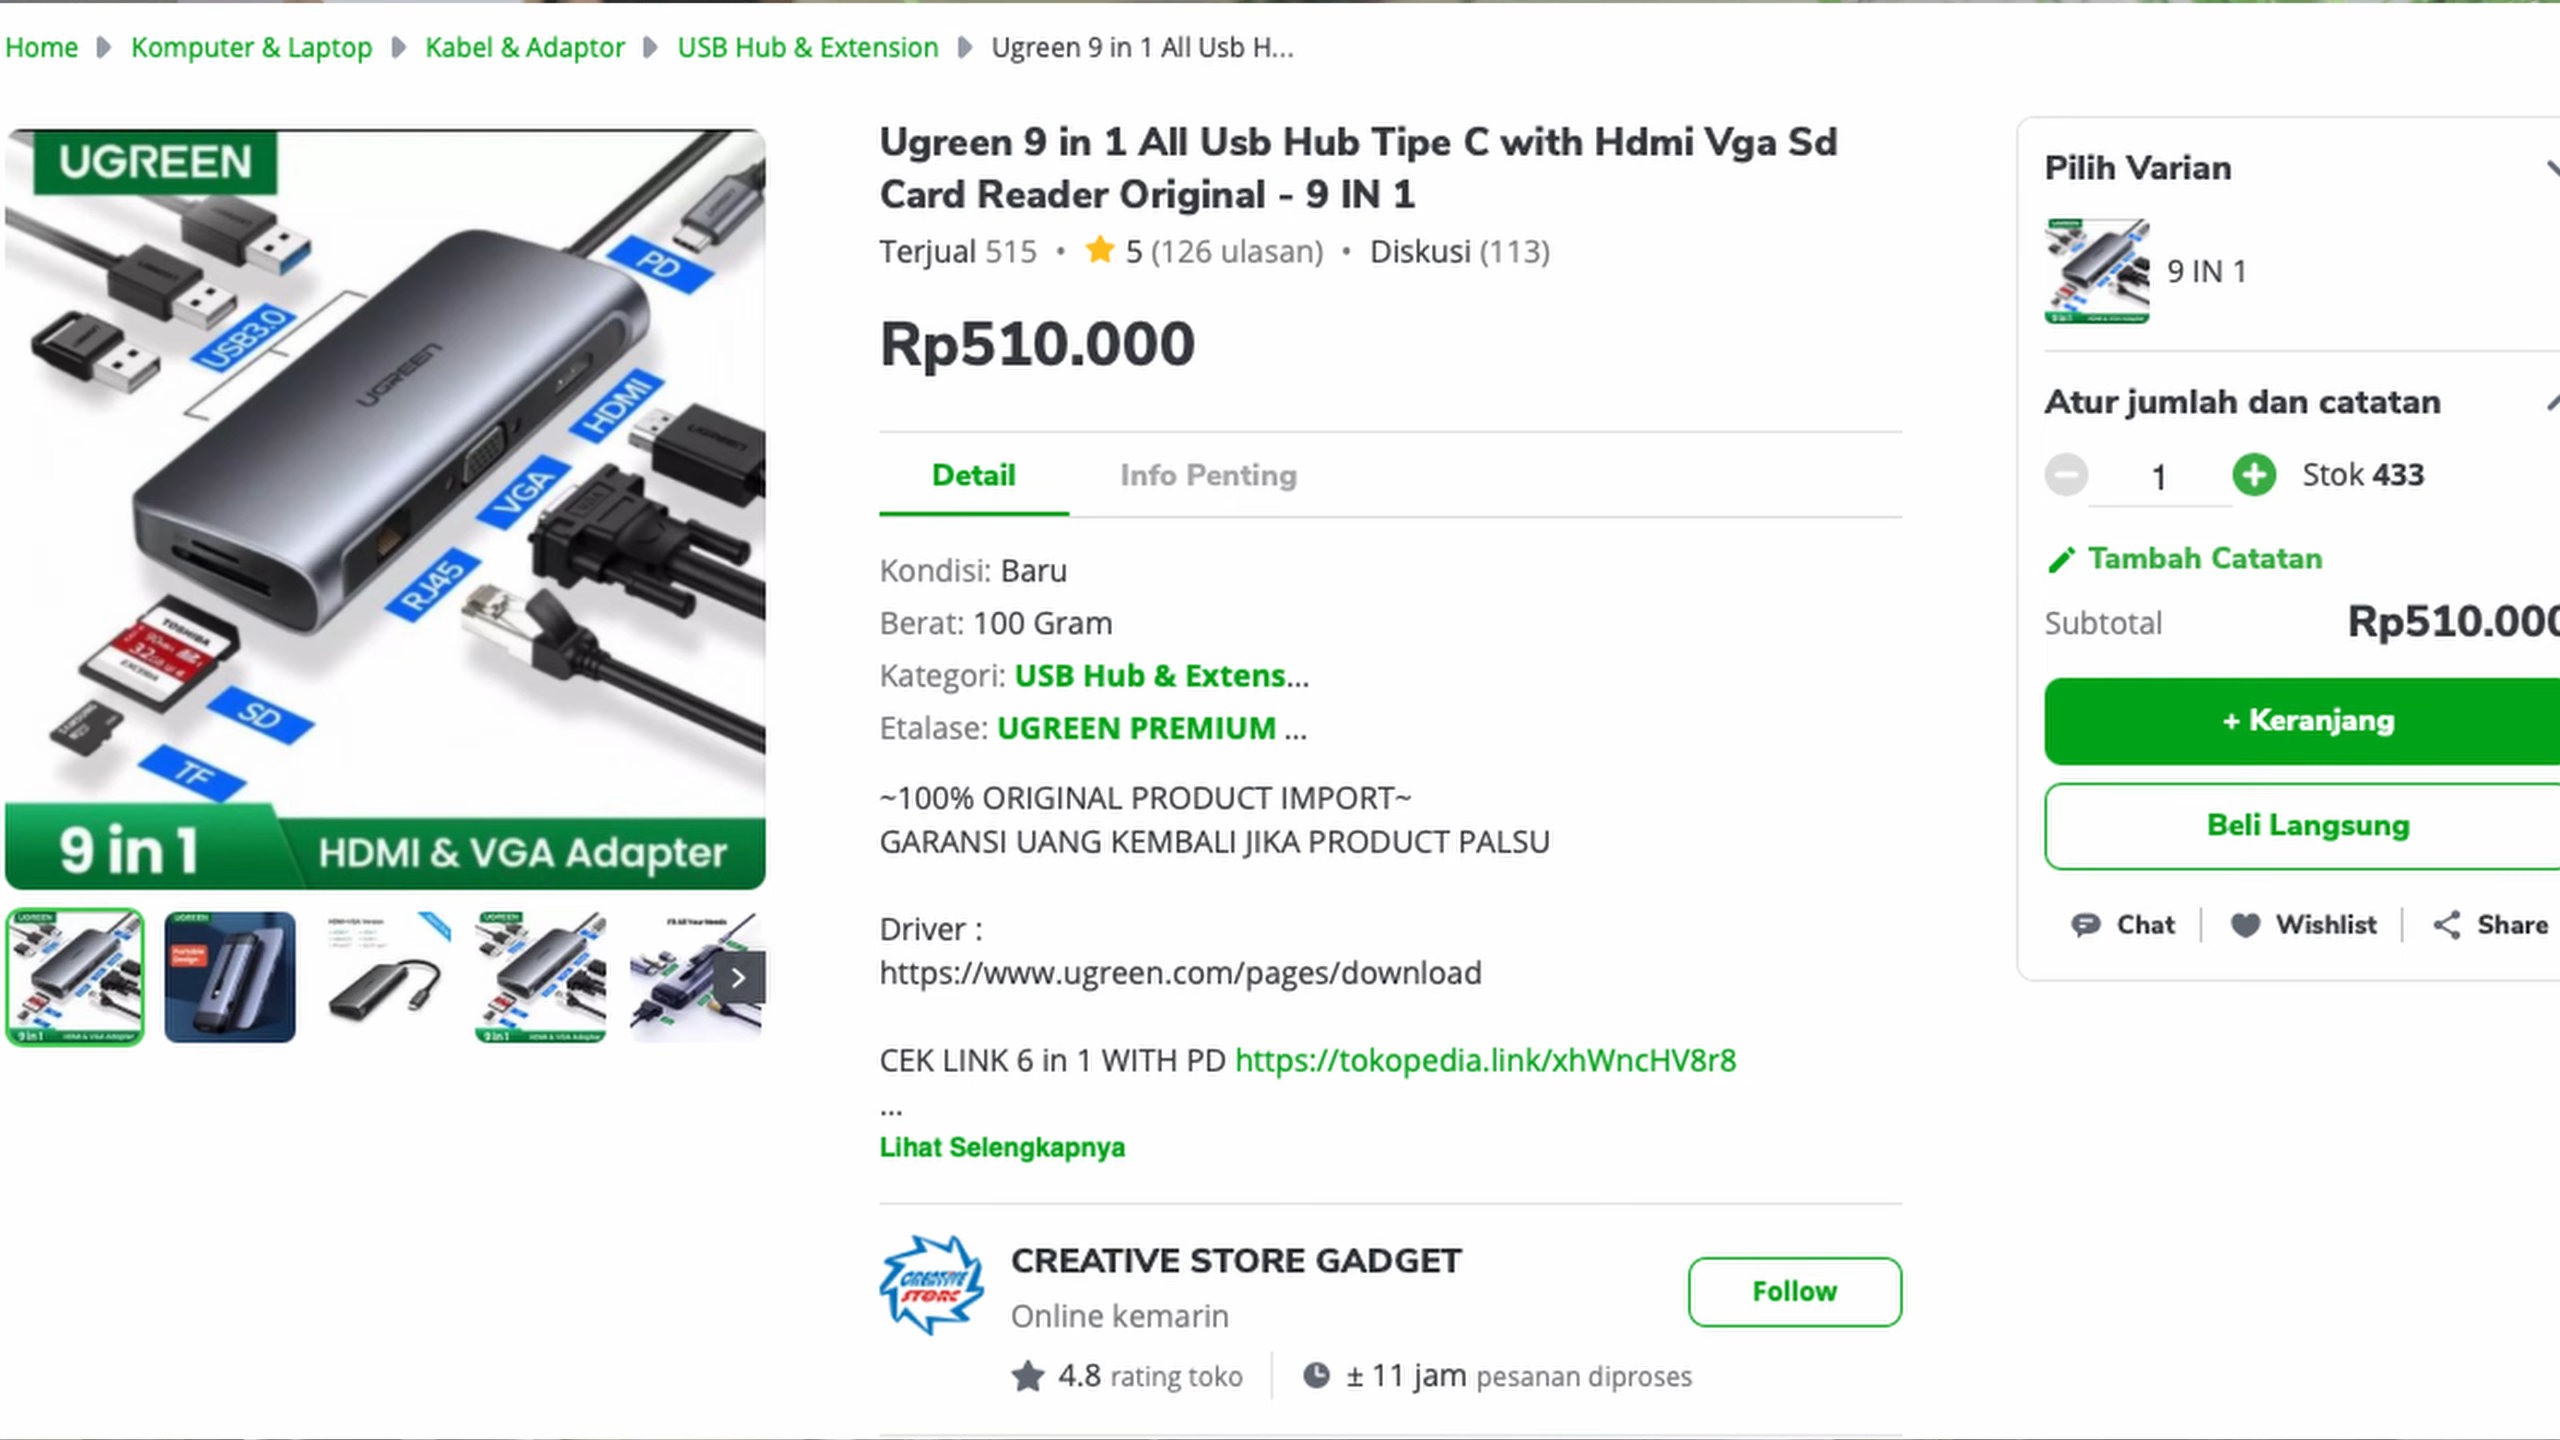 Home
Komputer & Laptop
Kabel & Adaptor
USB Hub & Extension
Ugreen 9 in 1 All Usb H...
UGREEN
PD
USB3.0
UGREEN
HDMI
VGA
RJ45
TOSHIBA
32GB
EXCERIA
SD
SAMSUNG
TF
9 in 1
HDMI & VGA Adapter
Ugreen 9 in 1 All Usb Hub Tipe C with Hdmi Vga Sd
Card Reader Original - 9 IN 1
Terjual 515 • 5 (126 ulasan) • Diskusi (113)
Rp510.000
Detail
Info Penting
Kondisi: Baru
Berat: 100 Gram
Kategori: USB Hub & Extens...
Etalase: UGREEN PREMIUM ...
~100% ORIGINAL PRODUCT IMPORT~
GARANSI UANG KEMBALI JIKA PRODUCT PALSU
Driver :
https://www.ugreen.com/pages/download
CEK LINK 6 in 1 WITH PD https://tokopedia.link/xhWncHV8r8
...
Lihat Selengkapnya
CREATIVE STORE
CREATIVE STORE GADGET
Online kemarin
Follow
4.8 rating toko
± 11 jam pesanan diproses
Pilih Varian
9 IN 1
Atur jumlah dan catatan
1
Stok 433
Tambah Catatan
Subtotal
Rp510.000
+ Keranjang
Beli Langsung
Chat
Wishlist
Share